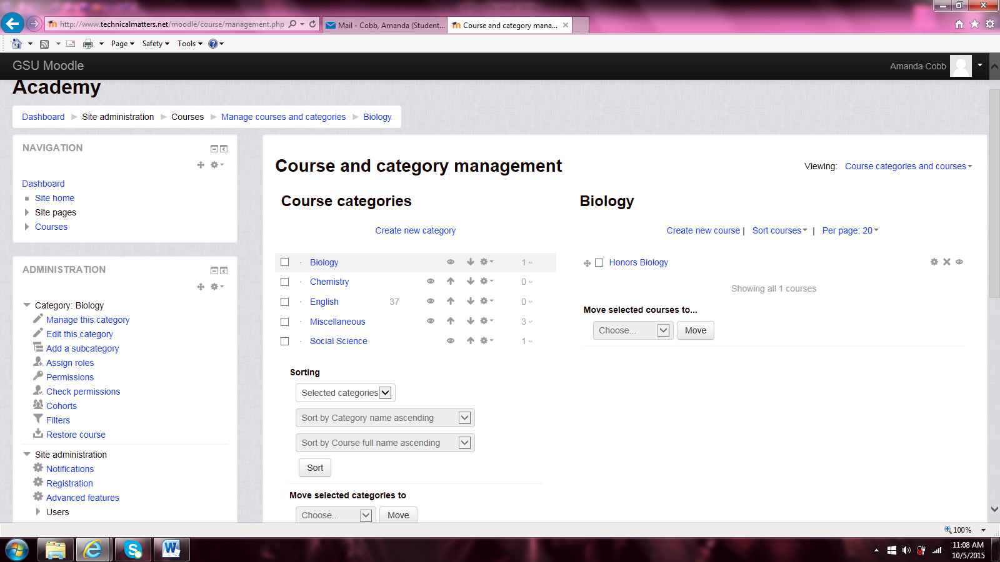 http://www.technicalmatters.net/moodle/course/management.php
Mail - Cobb, Amanda (Student...
Course and category mana...
Page Safety Tools
GSU Moodle
Amanda Cobb
Academy
Dashboard Site administration Courses Manage courses and categories Biology
NAVIGATION
Dashboard
Site home
Site pages
Courses
ADMINISTRATION
Category: Biology
Manage this category
Edit this category
Add a subcategory
Assign roles
Permissions
Check permissions
Cohorts
Filters
Restore course
Site administration
Notifications
Registration
Advanced features
Users
Course and category management
Viewing: Course categories and courses
Course categories
Create new category
Biology 1
Chemistry 0
English 37 0
Miscellaneous 3
Social Science 1
Sorting
Selected categories
Sort by Category name ascending
Sort by Course full name ascending
Sort
Move selected categories to
Choose... Move
Biology
Create new course | Sort courses | Per page: 20
Honors Biology
Showing all 1 courses
Move selected courses to...
Choose... Move
100%
11:08 AM
10/5/2015